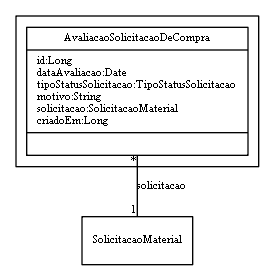 AvaliacaoSolicitacaoDeCompra
id:Long
dataAvaliacao:Date
tipoStatusSolicitacao:TipoStatusSolicitacao
motivo:String
solicitacao:SolicitacaoMaterial
criadoEm:Long
*
solicitacao
1
SolicitacaoMaterial